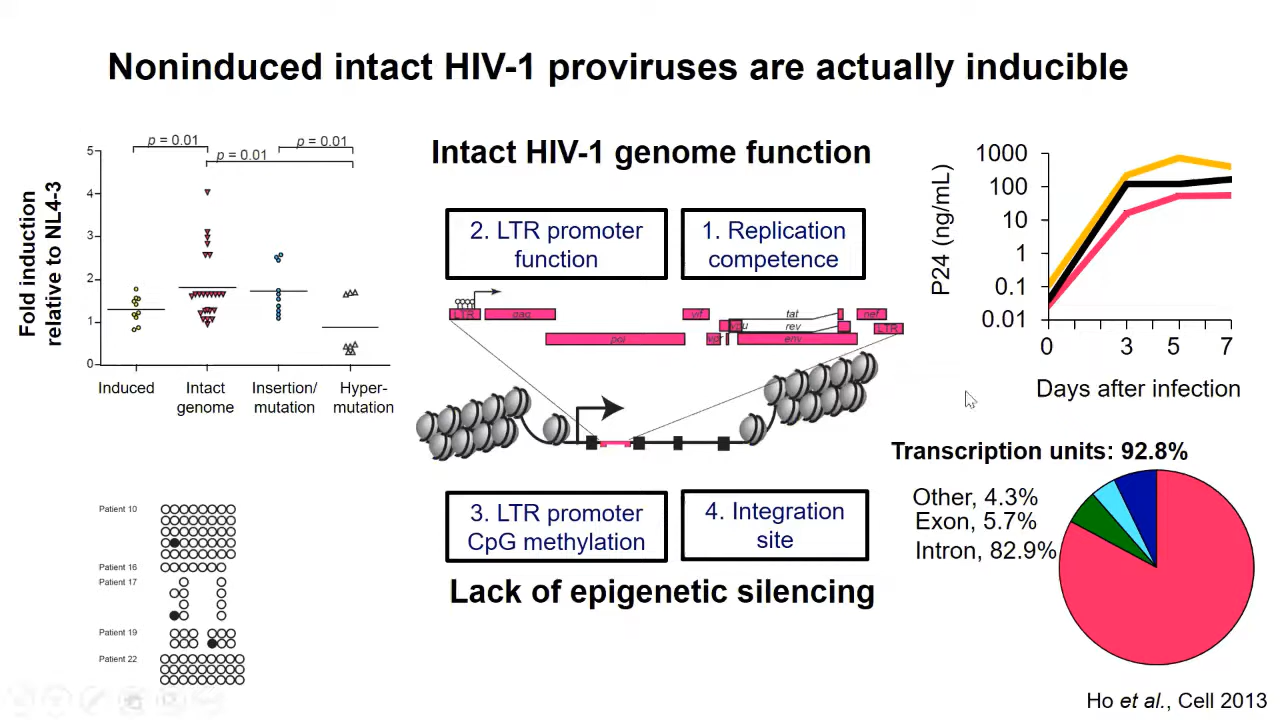 Noninduced intact HIV-1 proviruses are actually inducible
Fold induction
relative to NL4-3
p = 0.01
p = 0.01
p = 0.01
5
4
3
2
1
0
Induced
Intact
genome
Insertion/
mutation
Hyper-
mutation
Intact HIV-1 genome function
2. LTR promoter
function
1. Replication
competence
LTR
gag
pol
vif
vpr
vpu
tat
rev
env
nef
LTR
3. LTR promoter
CpG methylation
4. Integration
site
Lack of epigenetic silencing
P24 (ng/mL)
1000
100
10
1
0.1
0.01
0
3
5
7
Days after infection
Transcription units: 92.8%
Other, 4.3%
Exon, 5.7%
Intron, 82.9%
Patient 10
Patient 16
Patient 17
Patient 19
Patient 22
Ho et al., Cell 2013